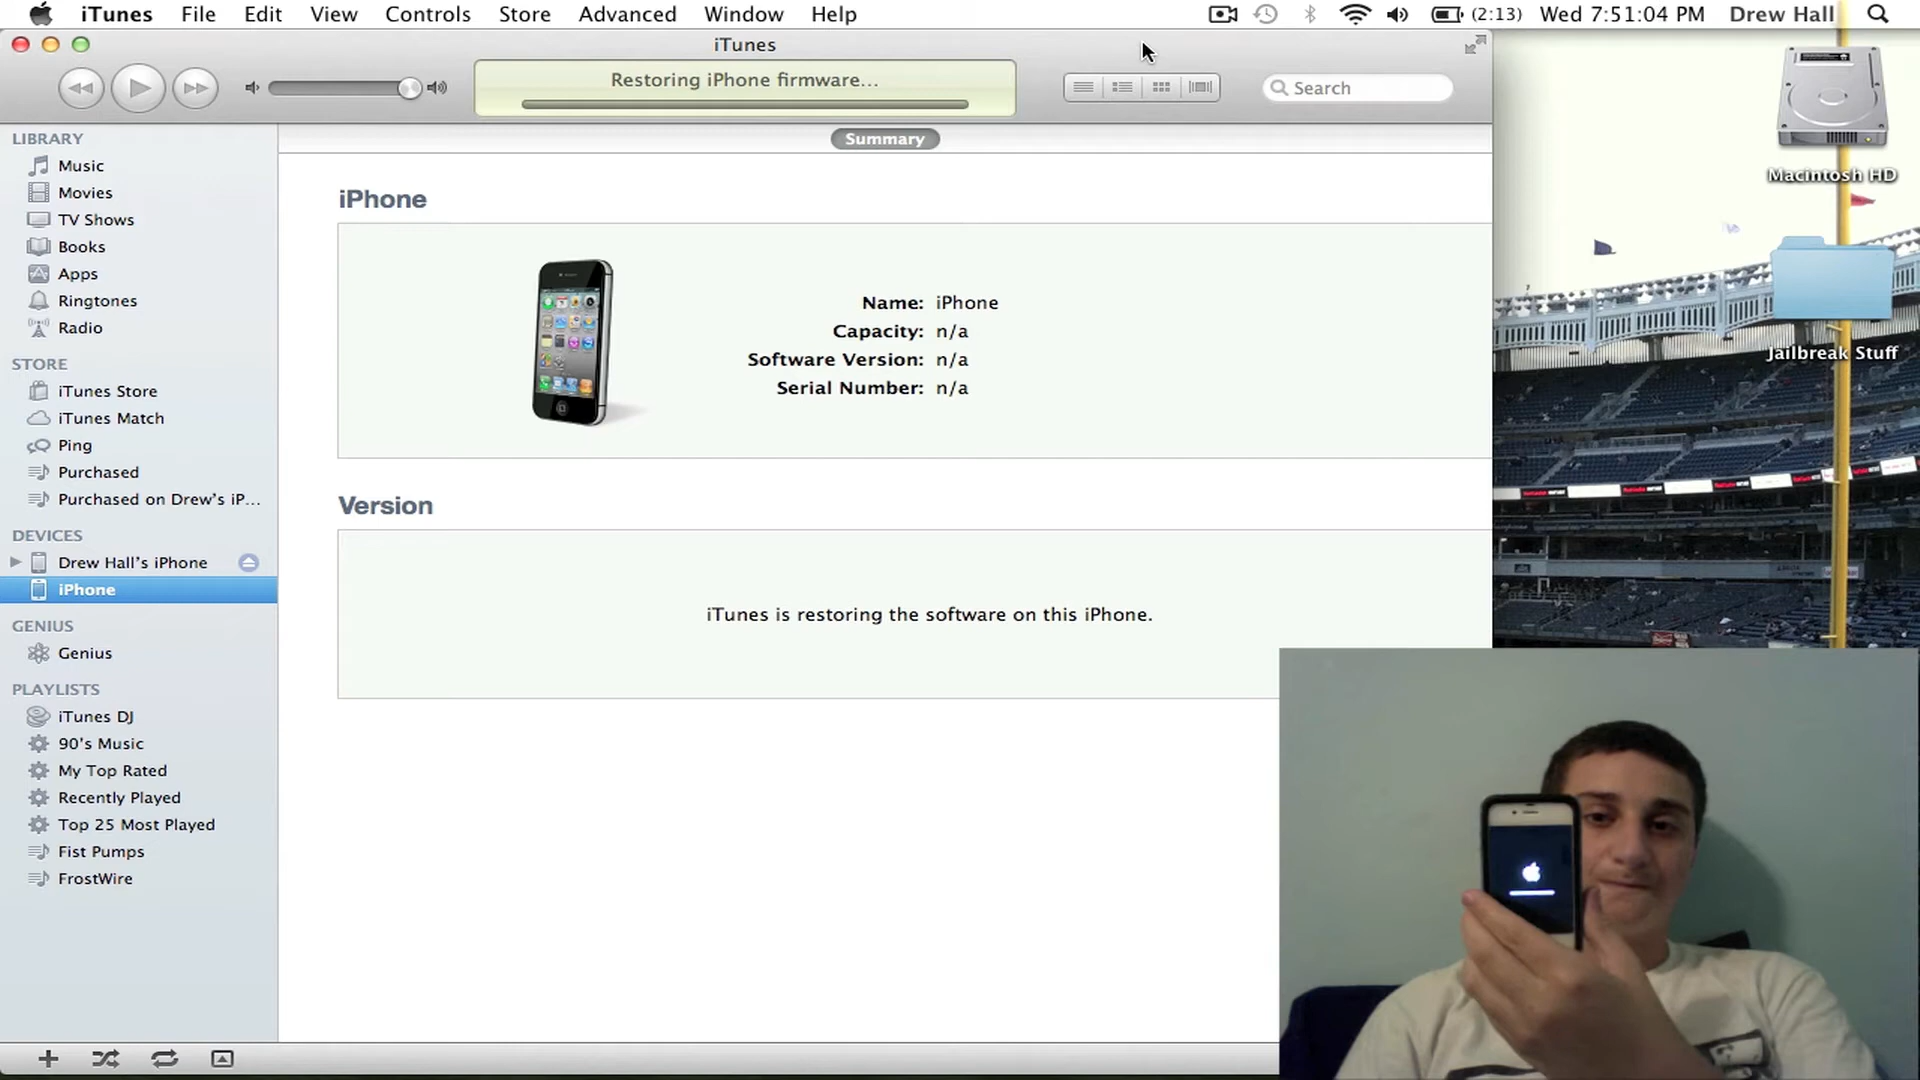 iTunes File Edit View Controls Store Advanced Window Help (2:13) Wed 7:51:04 PM Drew Hall
iTunes
Restoring iPhone firmware...
Search
Summary
LIBRARY
Music
Movies
TV Shows
Books
Apps
Ringtones
Radio
STORE
iTunes Store
iTunes Match
Ping
Purchased
Purchased on Drew's iP...
DEVICES
Drew Hall's iPhone
iPhone
GENIUS
Genius
PLAYLISTS
iTunes DJ
90's Music
My Top Rated
Recently Played
Top 25 Most Played
Fist Pumps
FrostWire
iPhone
Name: iPhone
Capacity: n/a
Software Version: n/a
Serial Number: n/a
Version
iTunes is restoring the software on this iPhone.
Macintosh HD
Jailbreak Stuff